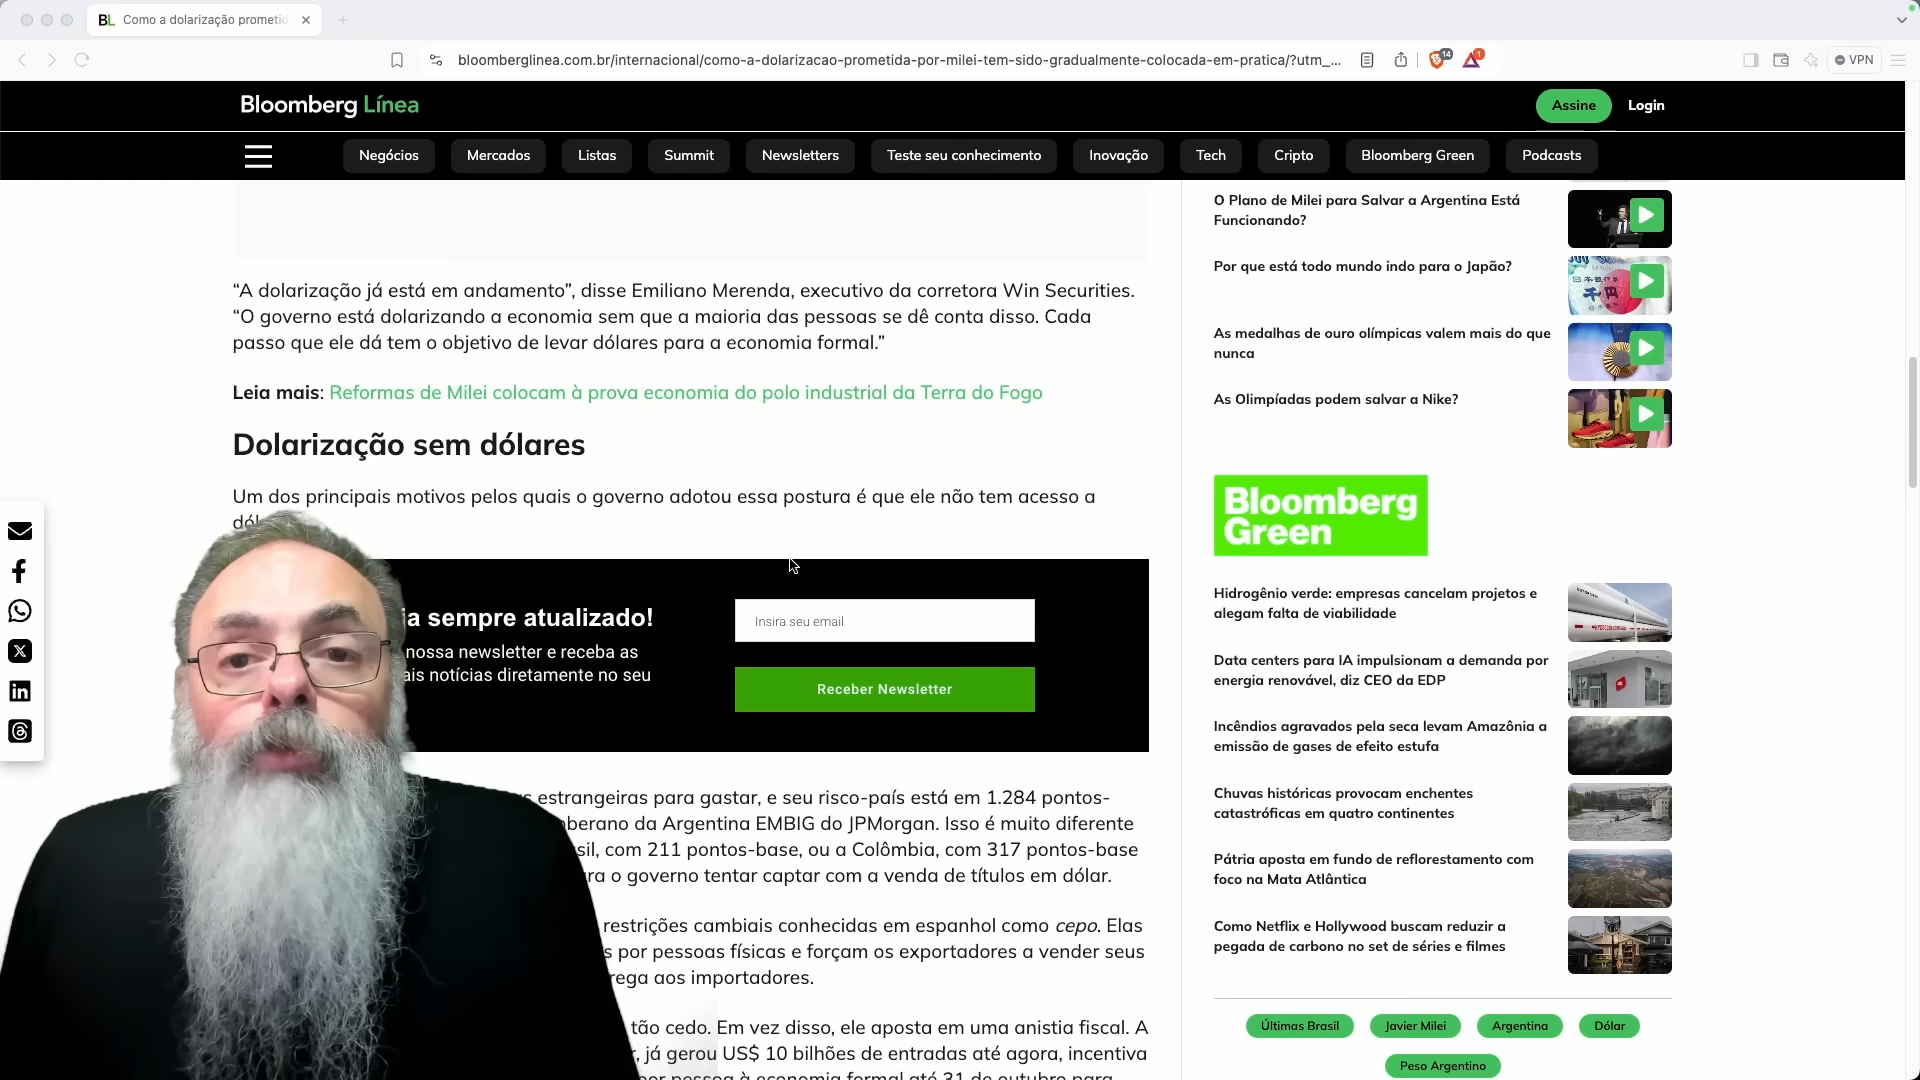 BL Como a dolarização prometid
bloomberglinea.com.br/internacional/como-a-dolarizacao-prometida-por-milei-tem-sido-gradualmente-colocada-em-pratica/?utm_...
14
1
VPN
Bloomberg Línea
Assine
Login
Negócios
Mercados
Listas
Summit
Newsletters
Teste seu conhecimento
Inovação
Tech
Cripto
Bloomberg Green
Podcasts
“A dolarização já está em andamento”, disse Emiliano Merenda, executivo da corretora Win Securities.
“O governo está dolarizando a economia sem que a maioria das pessoas se dê conta disso. Cada
passo que ele dá tem o objetivo de levar dólares para a economia formal.”
Leia mais: Reformas de Milei colocam à prova economia do polo industrial da Terra do Fogo
Dolarização sem dólares
Um dos principais motivos pelos quais o governo adotou essa postura é que ele não tem acesso a
sempre atualizado!
nossa newsletter e receba as
notícias diretamente no seu
Insira seu email
Receber Newsletter
estrangeiras para gastar, e seu risco-país está em 1.284 pontos-
da Argentina EMBIG do JPMorgan. Isso é muito diferente
com 211 pontos-base, ou a Colômbia, com 317 pontos-base
o governo tentar captar com a venda de títulos em dólar.
restrições cambiais conhecidas em espanhol como cepo. Elas
por pessoas físicas e forçam os exportadores a vender seus
aos importadores.
tão cedo. Em vez disso, ele aposta em uma anistia fiscal. A
já gerou US$ 10 bilhões de entradas até agora, incentiva
por pessoa à economia formal até 31 de outubro para
O Plano de Milei para Salvar a Argentina Está
Funcionando?
Por que está todo mundo indo para o Japão?
As medalhas de ouro olímpicas valem mais do que
nunca
As Olimpíadas podem salvar a Nike?
Bloomberg
Green
Hidrogênio verde: empresas cancelam projetos e
alegam falta de viabilidade
Data centers para IA impulsionam a demanda por
energia renovável, diz CEO da EDP
Incêndios agravados pela seca levam Amazônia a
emissão de gases de efeito estufa
Chuvas históricas provocam enchentes
catastróficas em quatro continentes
Pátria aposta em fundo de reflorestamento com
foco na Mata Atlântica
Como Netflix e Hollywood buscam reduzir a
pegada de carbono no set de séries e filmes
Últimas Brasil
Javier Milei
Argentina
Dólar
Peso Argentino